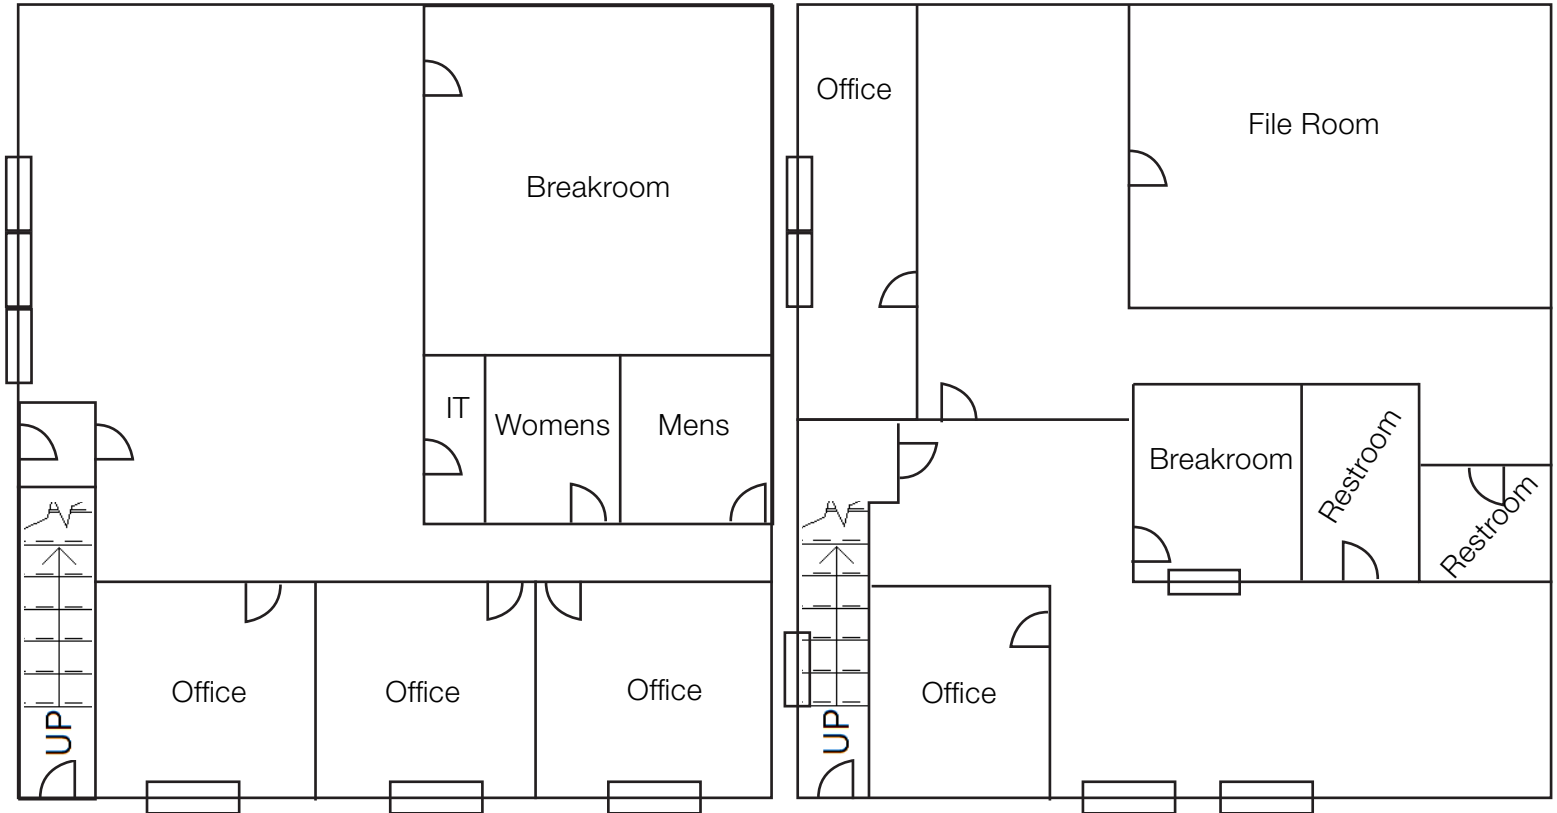 Office
File Room
Breakroom
IT
Womens
Mens
Breakroom
Restroom
Restroom
Office
Office
Office
Office
UP
UP